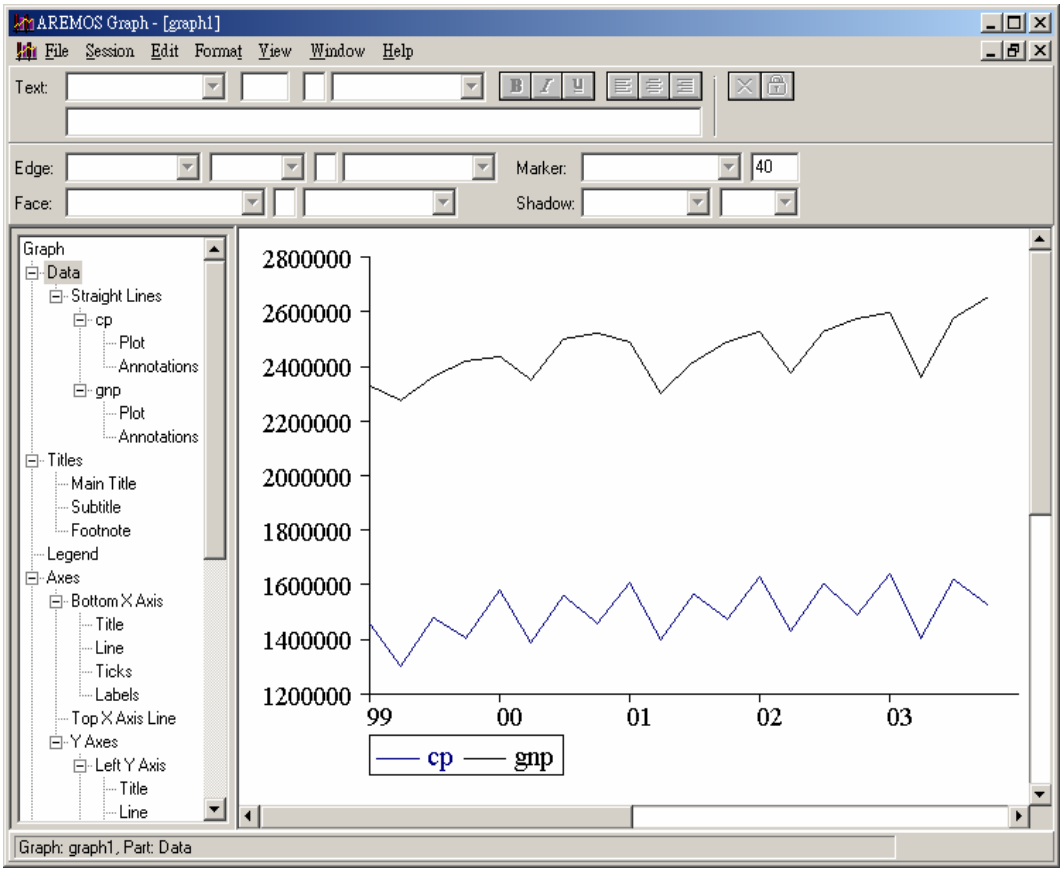 AREMOS Graph - [graph1]
File Session Edit Format View Window Help
Text: B I U
Edge: Marker: 40
Face: Shadow:
Graph
Data
Straight Lines
cp
Plot
Annotations
gnp
Plot
Annotations
Titles
Main Title
Subtitle
Footnote
Legend
Axes
Bottom X Axis
Title
Line
Ticks
Labels
Top X Axis Line
Y Axes
Left Y Axis
Title
Line
2800000
2600000
2400000
2200000
2000000
1800000
1600000
1400000
1200000
99 00 01 02 03
cp gnp
Graph: graph1, Part: Data